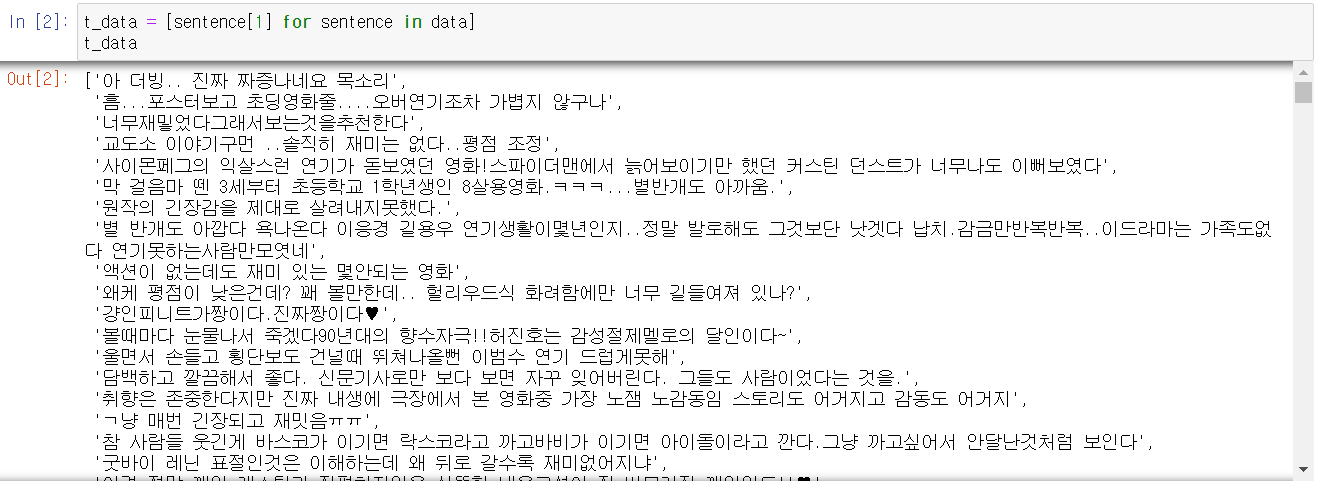 In [2]: t_data = [sentence[1] for sentence in data]
t_data
Out[2]: ['아 더빙.. 진짜 짜증나네요 목소리',
'흠...포스터보고 초딩영화줄....오버연기조차 가볍지 않구나',
'너무재밓었다그래서보는것을추천한다',
'교도소 이야기구먼 ..솔직히 재미는 없다..평점 조정',
'사이몬페그의 익살스런 연기가 돋보였던 영화!스파이더맨에서 늙어보이기만 했던 커스틴 던스트가 너무나도 이뻐보였다',
'막 걸음마 뗀 3세부터 초등학교 1학년생인 8살용영화.ㅋㅋㅋ...별반개도 아까움.',
'원작의 긴장감을 제대로 살려내지못했다.',
'별 반개도 아깝다 욕나온다 이응경 길용우 연기생활이몇년인지..정말 발로해도 그것보단 낫겟다 납치.감금만반복반복..이드라마는 가족도없
다 연기못하는사람만모엿네',
'액션이 없는데도 재미 있는 몇안되는 영화',
'왜케 평점이 낮은건데? 꽤 볼만한데.. 헐리우드식 화려함에만 너무 길들여져 있나?',
'걍인피니트가짱이다.진짜짱이다♥',
'볼때마다 눈물나서 죽겠다90년대의 향수자극!!허진호는 감성절제멜로의 달인이다~',
'울면서 손들고 횡단보도 건널때 뛰쳐나올뻔 이범수 연기 드럽게못해',
'담백하고 깔끔해서 좋다. 신문기사로만 보다 보면 자꾸 잊어버린다. 그들도 사람이었다는 것을.',
'취향은 존중한다지만 진짜 내생에 극장에서 본 영화중 가장 노잼 노감동임 스토리도 어거지고 감동도 어거지',
'ㄱ냥 매번 긴장되고 재밋음ㅠㅠ',
'참 사람들 웃긴게 바스코가 이기면 락스코라고 까고바비가 이기면 아이돌이라고 깐다.그냥 까고싶어서 안달난것처럼 보인다',
'굿바이 레닌 표절인것은 이해하는데 왜 뒤로 갈수록 재미없어지냐',